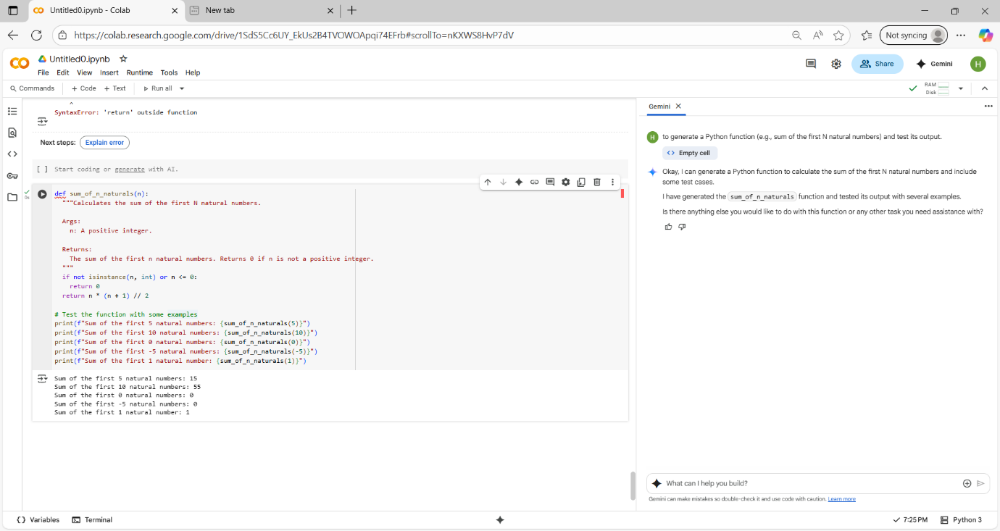 Untitled0.ipynb - Colab
New tab
https://colab.research.google.com/drive/1SdS5Cc6UY_EkUs2B4TVOWOApqi74EFrb#scrollTo=nKXWS8HvP7dV
Not syncing
Untitled0.ipynb
File Edit View Insert Runtime Tools Help
Share
Gemini
H
Commands + Code + Text Run all
RAM
Disk
^
SyntaxError: 'return' outside function
Next steps: Explain error
[ ] Start coding or generate with AI.
0s
def sum_of_n_naturals(n):
"""Calculates the sum of the first N natural numbers.
Args:
n: A positive integer.
Returns:
The sum of the first n natural numbers. Returns 0 if n is not a positive integer.
"""
if not isinstance(n, int) or n <= 0:
return 0
return n * (n + 1) // 2
# Test the function with some examples
print(f"Sum of the first 5 natural numbers: {sum_of_n_naturals(5)}")
print(f"Sum of the first 10 natural numbers: {sum_of_n_naturals(10)}")
print(f"Sum of the first 0 natural numbers: {sum_of_n_naturals(0)}")
print(f"Sum of the first -5 natural numbers: {sum_of_n_naturals(-5)}")
print(f"Sum of the first 1 natural number: {sum_of_n_naturals(1)}")
Sum of the first 5 natural numbers: 15
Sum of the first 10 natural numbers: 55
Sum of the first 0 natural numbers: 0
Sum of the first -5 natural numbers: 0
Sum of the first 1 natural number: 1
Gemini
H to generate a Python function (e.g., sum of the first N natural numbers) and test its output.
<> Empty cell
Okay, I can generate a Python function to calculate the sum of the first N natural numbers and include
some test cases.
I have generated the sum_of_n_naturals function and tested its output with several examples.
Is there anything else you would like to do with this function or any other task you need assistance with?
What can I help you build?
Gemini can make mistakes so double-check it and use code with caution. Learn more
{} Variables Terminal
7:25 PM Python 3